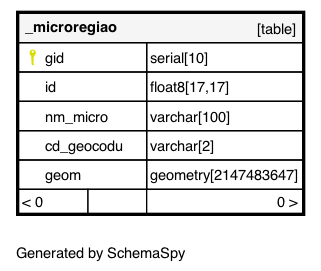 _microregiao [table]
gid serial[10]
id float8[17,17]
nm_micro varchar[100]
cd_geocodu varchar[2]
geom geometry[2147483647]
< 0 0 >
Generated by SchemaSpy